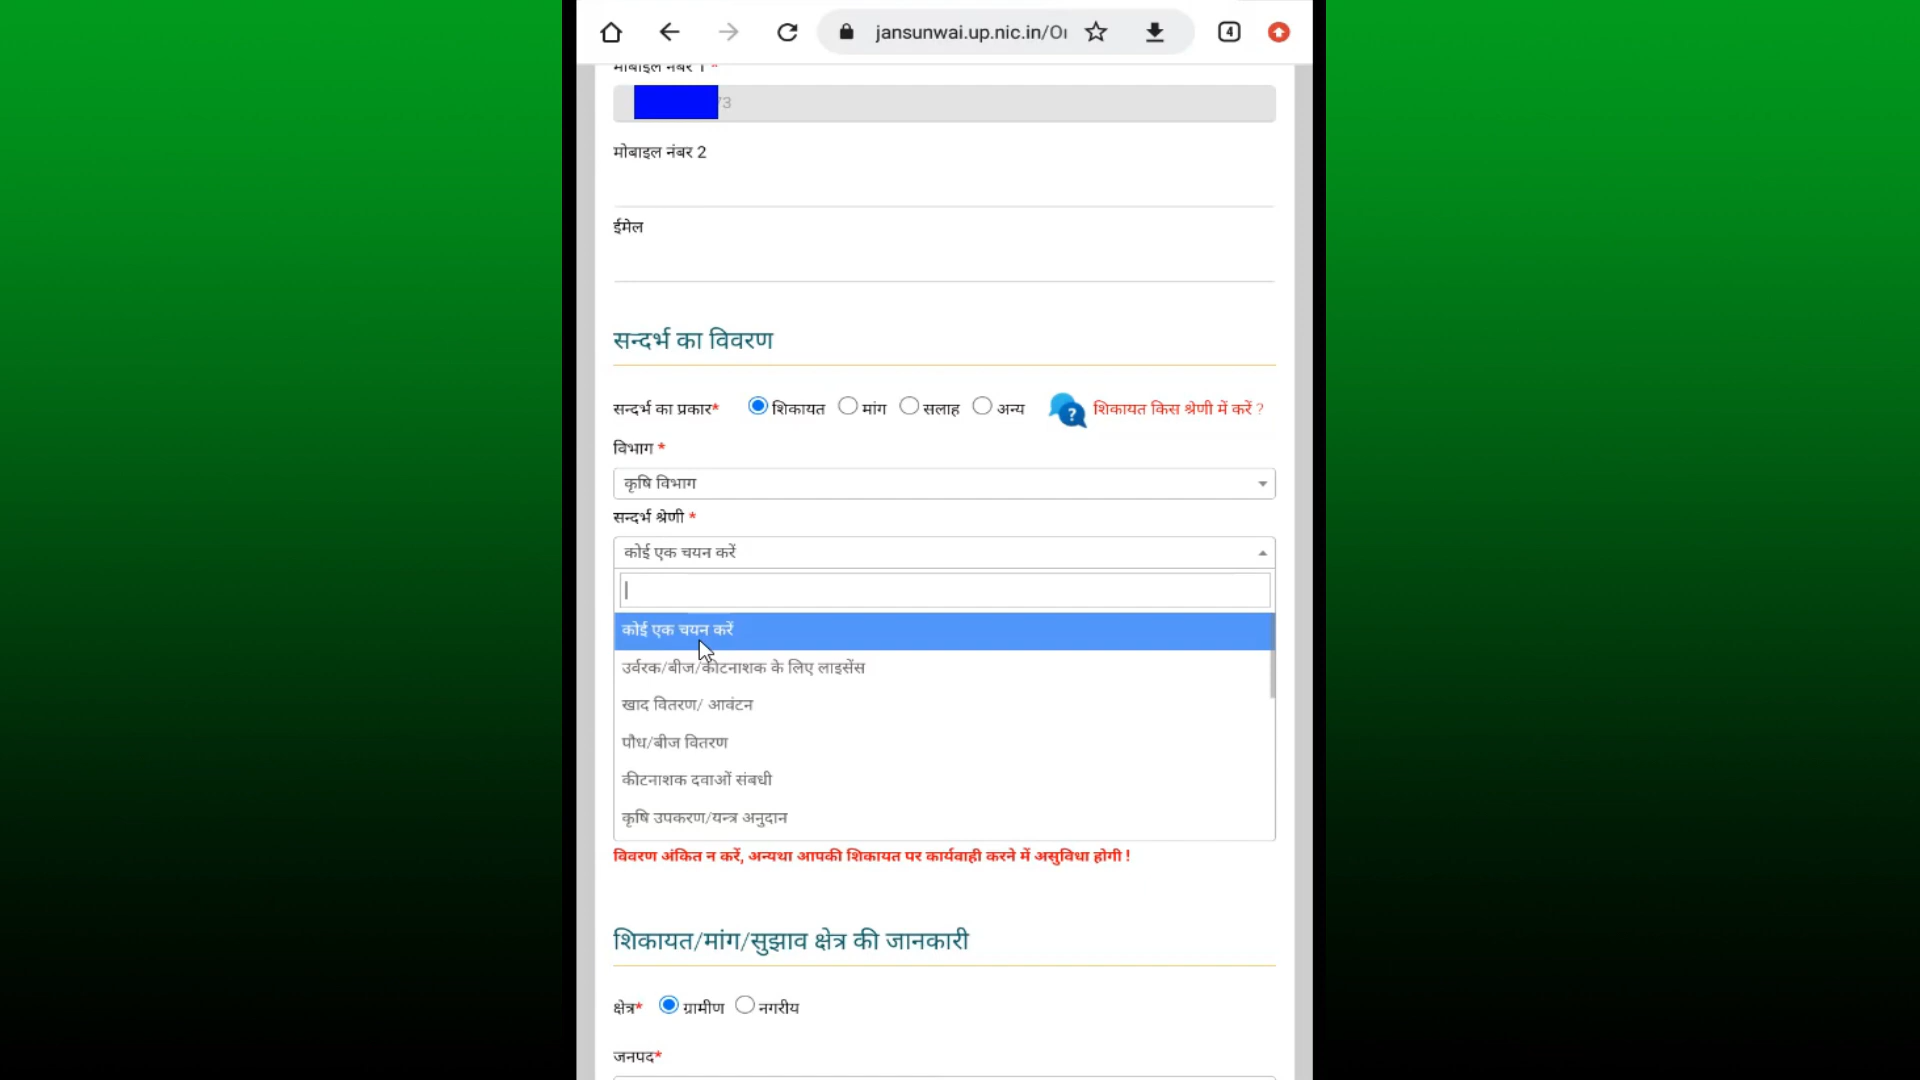 jansunwai.up.nic.in/Or
4
मोबाइल नंबर 1 *
73
मोबाइल नंबर 2
ईमेल
सन्दर्भ का विवरण
सन्दर्भ का प्रकार* शिकायत मांग सलाह अन्य ? शिकायत किस श्रेणी में करें ?
विभाग *
कृषि विभाग
सन्दर्भ श्रेणी *
कोई एक चयन करें
कोई एक चयन करें
उर्वरक/बीज/कीटनाशक के लिए लाइसेंस
खाद वितरण/ आवंटन
पौध/बीज वितरण
कीटनाशक दवाओं संबधी
कृषि उपकरण/यन्त्र अनुदान
विवरण अंकित न करें, अन्यथा आपकी शिकायत पर कार्यवाही करने में असुविधा होगी !
शिकायत/मांग/सुझाव क्षेत्र की जानकारी
क्षेत्र* ग्रामीण नगरीय
जनपद*